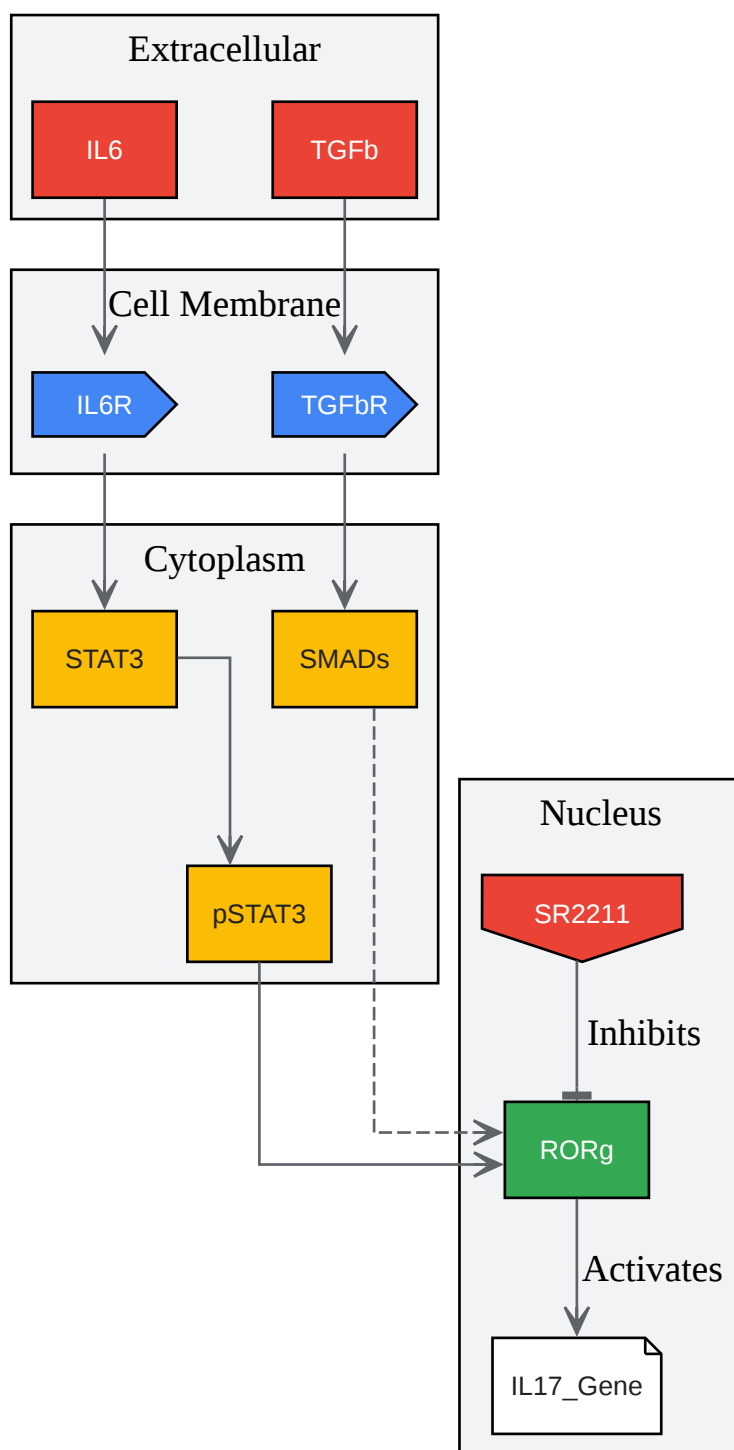 Extracellular
IL6
TGFb
Cell Membrane
IL6R
TGFbR
Cytoplasm
STAT3
SMADs
pSTAT3
Nucleus
SR2211
Inhibits
RORg
Activates
IL17_Gene